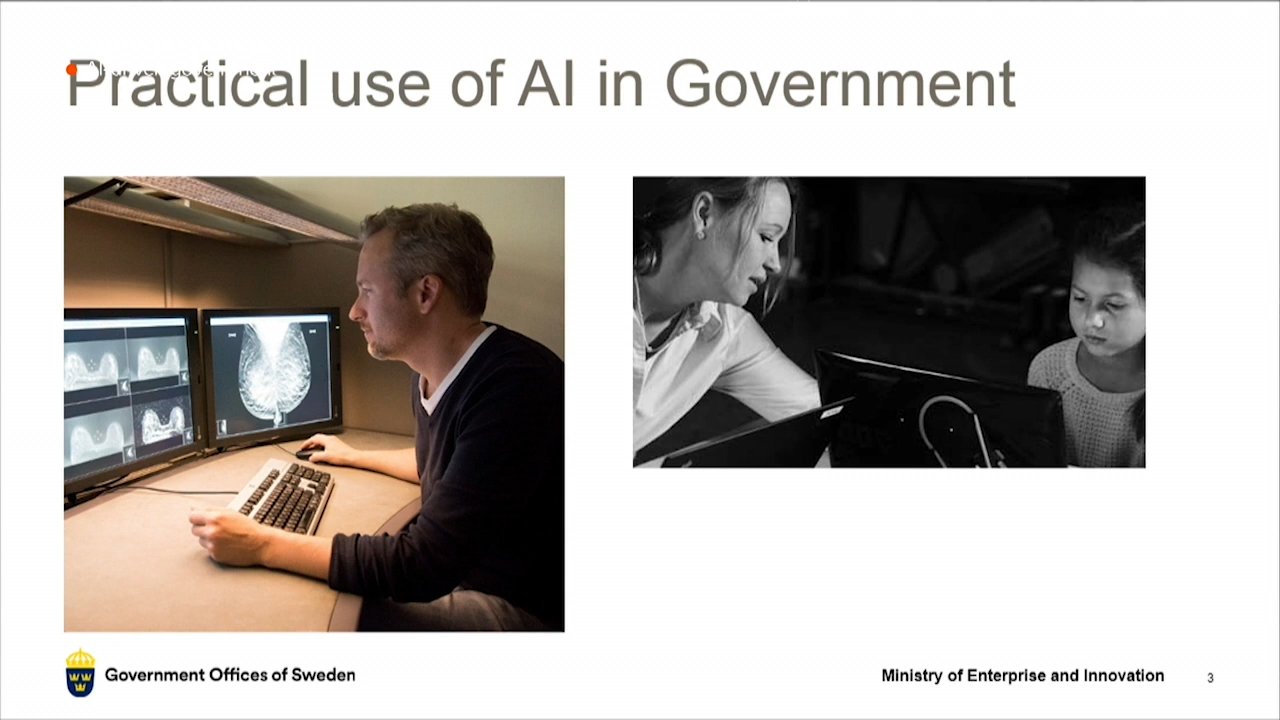 Practical use of AI in Government
Government Offices of Sweden
Ministry of Enterprise and Innovation
3